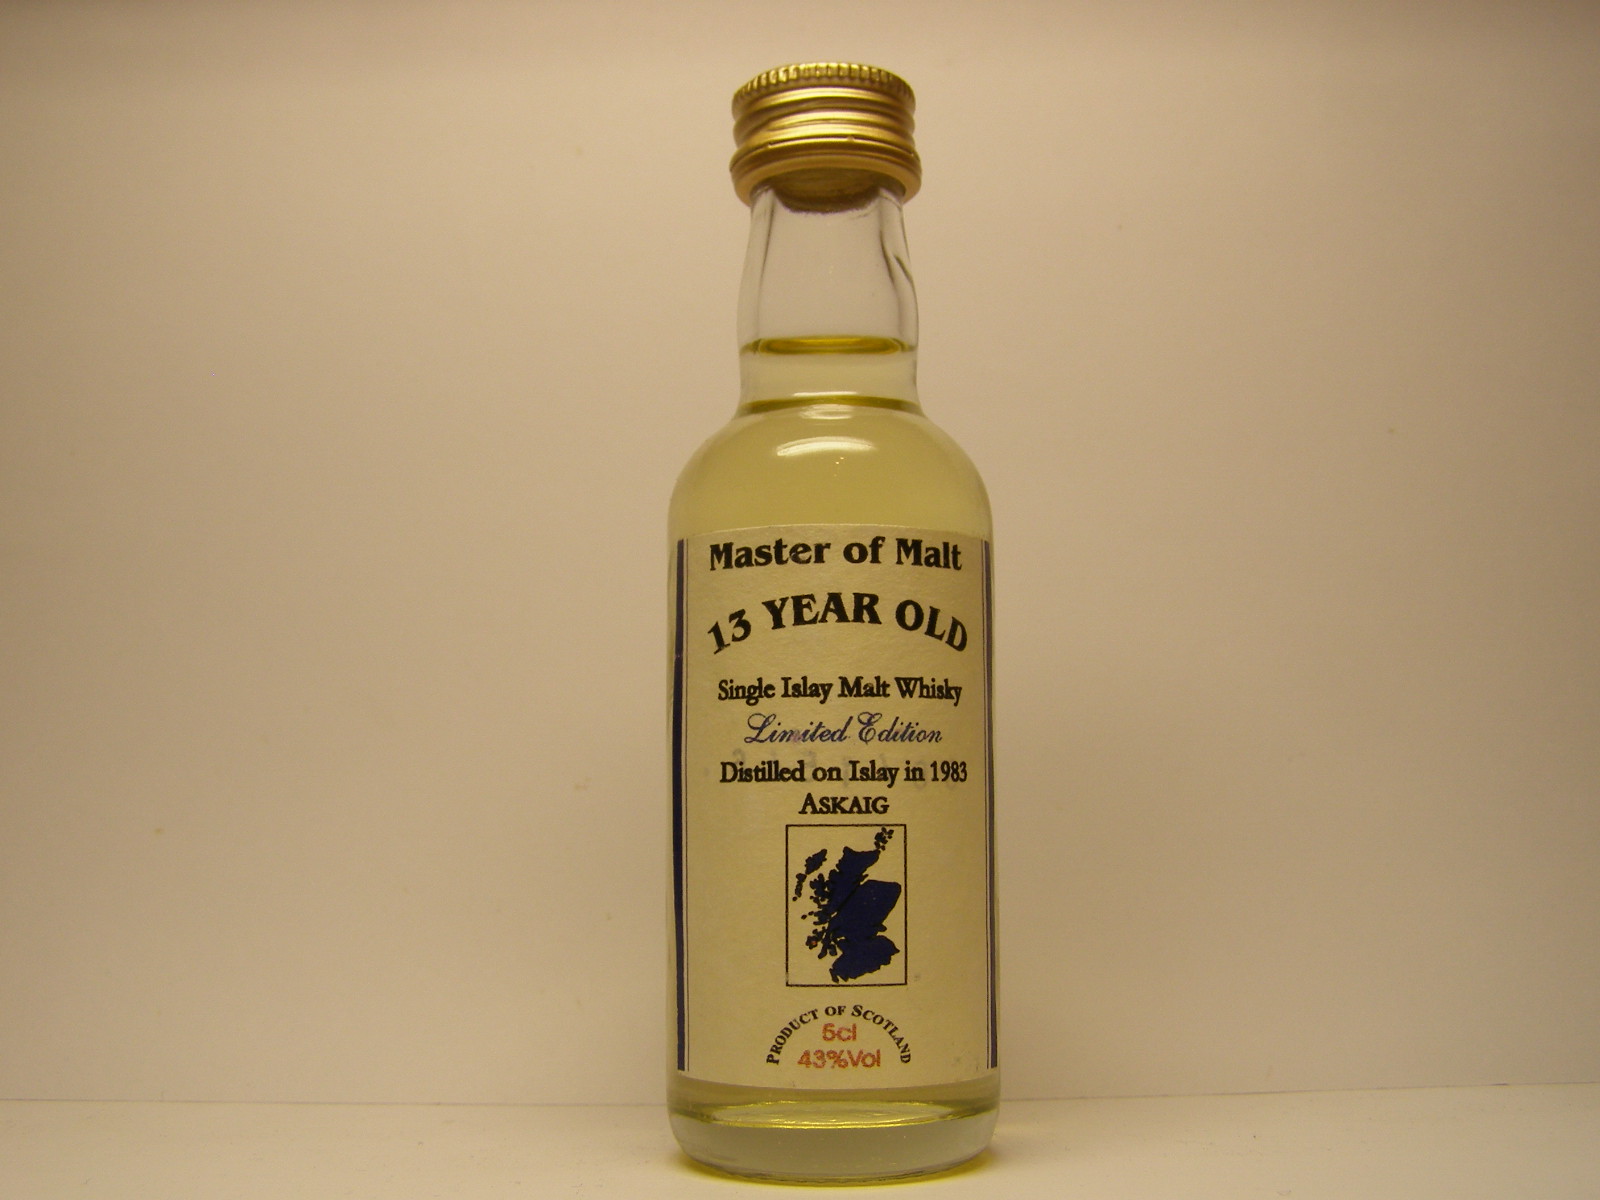 Master of Malt
13 YEAR OLD
Single Islay Malt Whisky
Limited Edition
Distilled on Islay in 1983
ASKAIG
PRODUCT OF SCOTLAND
5cl
43%Vol